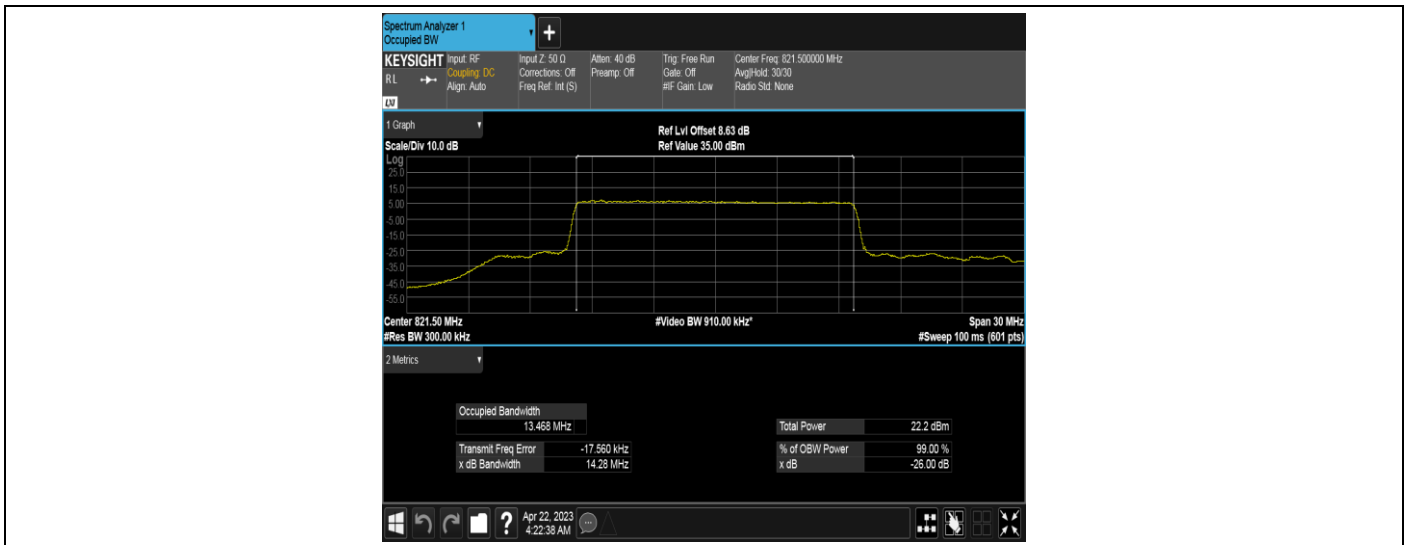 Spectrum Analyzer 1
Occupied BW
+
KEYSIGHT
RL
LXI
Input: RF
Coupling: DC
Align: Auto
Input Z: 50 Ω
Corrections: Off
Freq Ref: Int (S)
Atten: 40 dB
Preamp: Off
Trig: Free Run
Gate: Off
#IF Gain: Low
Center Freq: 821.500000 MHz
Avg|Hold: 30/30
Radio Std: None
1 Graph
Scale/Div 10.0 dB
Ref Lvl Offset 8.63 dB
Ref Value 35.00 dBm
Log
25.0
15.0
5.00
-5.00
-15.0
-25.0
-35.0
-45.0
-55.0
Center 821.50 MHz
#Video BW 910.00 kHz*
Span 30 MHz
#Res BW 300.00 kHz
#Sweep 100 ms (601 pts)
2 Metrics
Occupied Bandwidth
13.468 MHz
Total Power 22.2 dBm
Transmit Freq Error -17.560 kHz
% of OBW Power 99.00 %
x dB Bandwidth 14.28 MHz
x dB -26.00 dB
?
Apr 22, 2023
4:22:38 AM